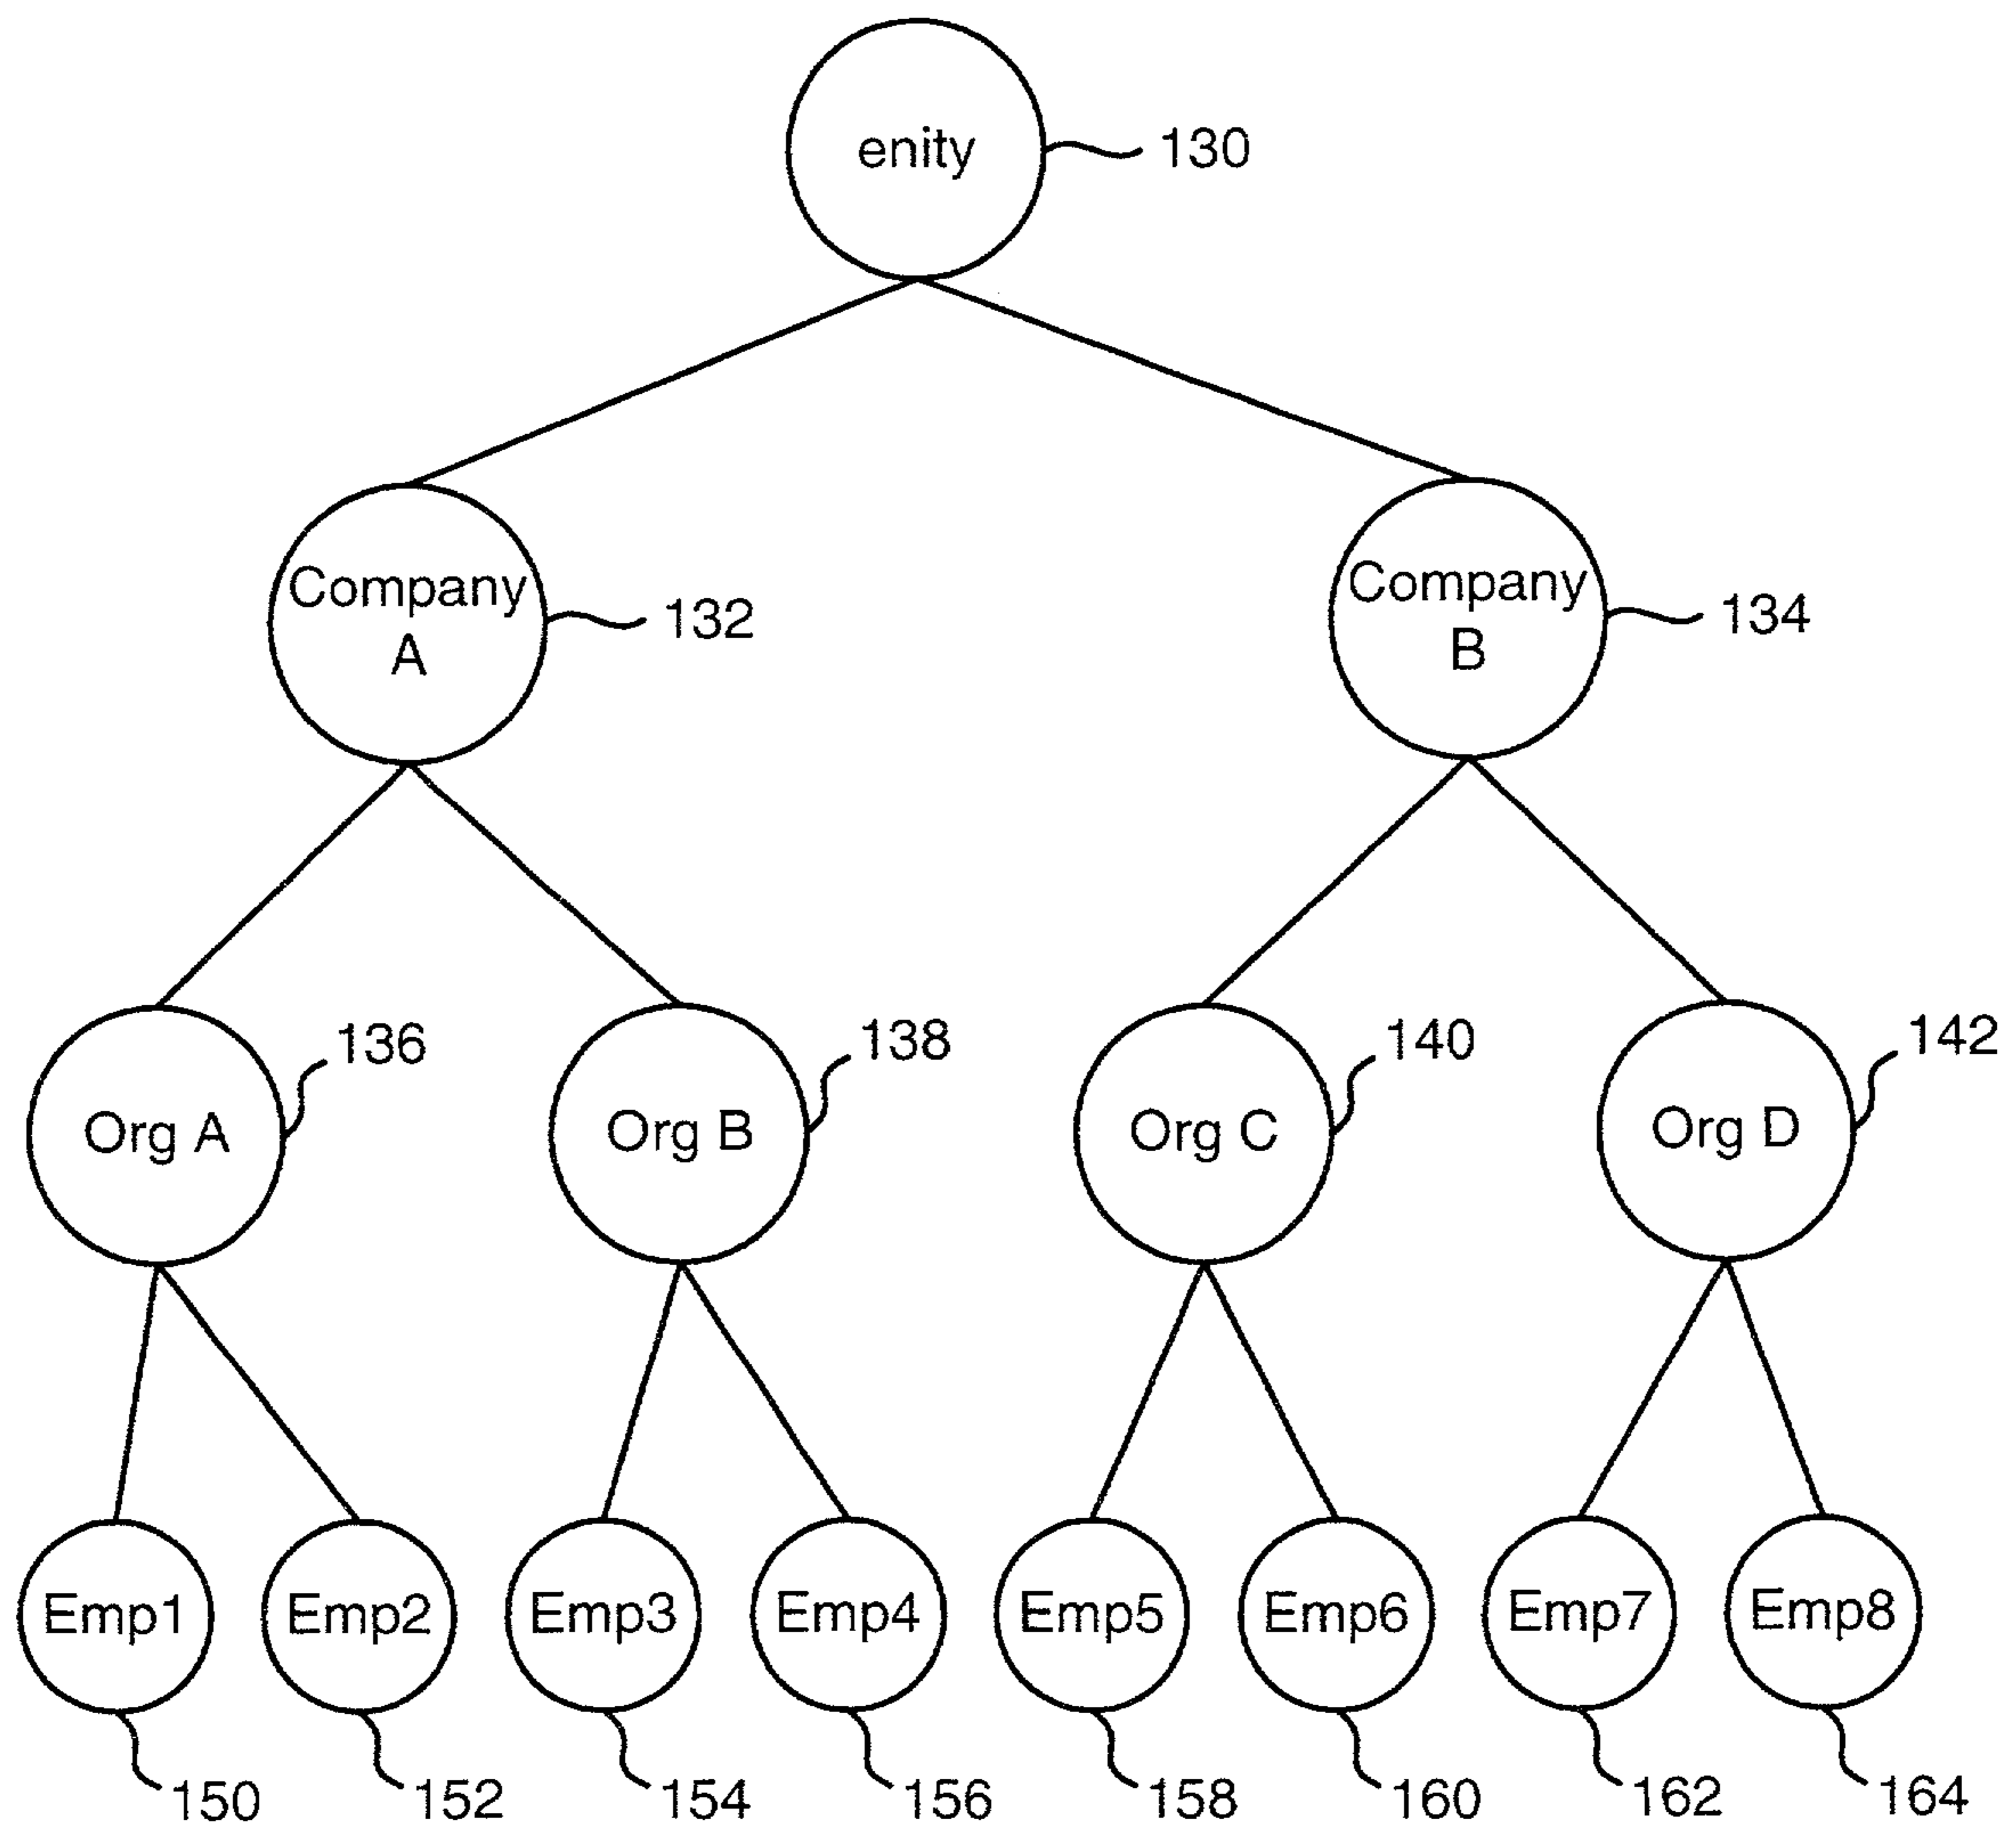 enity
130
Company
A
132
Company
B
134
Org A
136
Org B
138
Org C
140
Org D
142
Emp1
Emp2
Emp3
Emp4
Emp5
Emp6
Emp7
Emp8
150
152
154
156
158
160
162
164